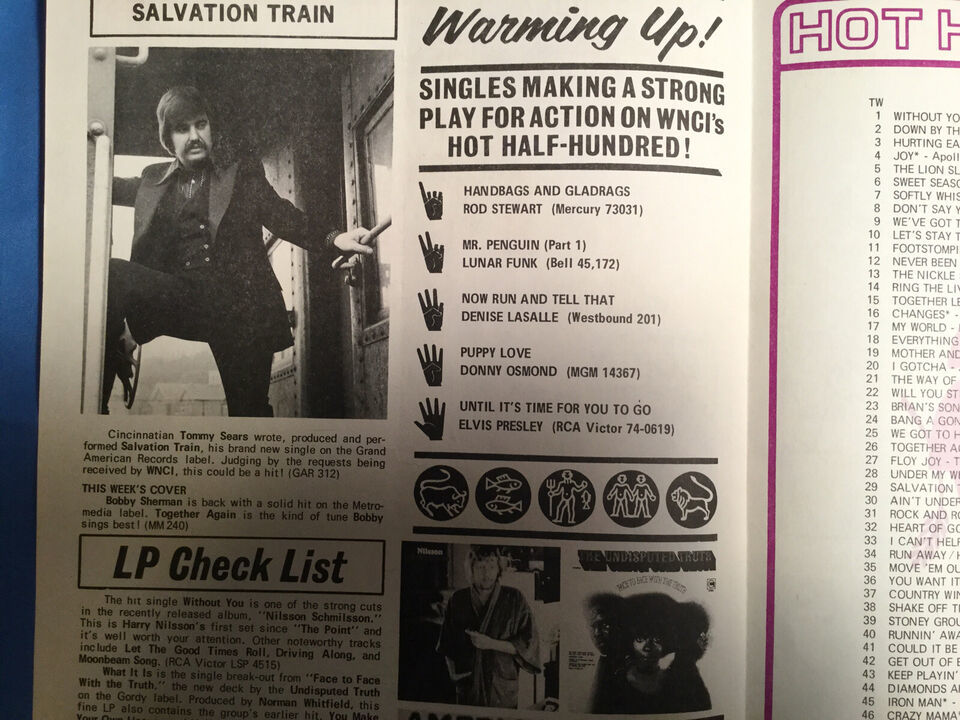 SALVATION TRAIN
Cincinnatian Tommy Sears wrote, produced and per-
formed Salvation Train, his brand new single on the Grand
American Records label. Judging by the requests being
received by WNCI, this could be a hit! (GAR 312)
THIS WEEK'S COVER
Bobby Sherman is back with a solid hit on the Metro-
media label. Together Again is the kind of tune Bobby
sings best! (MM 240)
LP Check List
The hit single Without You is one of the strong cuts
in the recently released album, "Nilsson Schmilsson."
This is Harry Nilsson's first set since "The Point" and
it's well worth your attention. Other noteworthy tracks
include Let The Good Times Roll, Driving Along, and
Moonbeam Song. (RCA Victor LSP 4515)
What It Is is the single break-out from "Face to Face
With the Truth," the new deck by the Undisputed Truth
on the Gordy label. Produced by Norman Whitfield, this
fine LP also contains the group's earlier hit, You Make
Warming Up!
SINGLES MAKING A STRONG
PLAY FOR ACTION ON WNCI's
HOT HALF-HUNDRED!
HANDBAGS AND GLADRAGS
ROD STEWART (Mercury 73031)
MR. PENGUIN (Part 1)
LUNAR FUNK (Bell 45,172)
NOW RUN AND TELL THAT
DENISE LASALLE (Westbound 201)
PUPPY LOVE
DONNY OSMOND (MGM 14367)
UNTIL IT'S TIME FOR YOU TO GO
ELVIS PRESLEY (RCA Victor 74-0619)
Nilsson
THE UNDISPUTED TRUTH
FACE TO FACE WITH THE TRUTH
HOT H
TW
1 WITHOUT YO
2 DOWN BY TH
3 HURTING EA
4 JOY* - Apoll
5 THE LION SL
6 SWEET SEASO
7 SOFTLY WHIS
8 DON'T SAY Y
9 WE'VE GOT T
10 LET'S STAY T
11 FOOTSTOMPI
12 NEVER BEEN
13 THE NICKLE
14 RING THE LIV
15 TOGETHER LE
16 CHANGES* -
17 MY WORLD -
18 EVERYTHING
19 MOTHER AND
20 I GOTCHA -
21 THE WAY OF
22 WILL YOU ST
23 BRIAN'S SON
24 BANG A GON
25 WE GOT TO H
26 TOGETHER AG
27 FLOY JOY - T
28 UNDER MY W
29 SALVATION T
30 AIN'T UNDER
31 ROCK AND RO
32 HEART OF GO
33 I CAN'T HELP
34 RUN AWAY / H
35 MOVE 'EM OU
36 YOU WANT IT
37 COUNTRY WIN
38 SHAKE OFF T
39 STONEY GROU
40 RUNNIN' AWA
41 COULD IT BE
42 GET OUT OF B
43 KEEP PLAYIN'
44 DIAMONDS A
45 IRON MAN* -
46 CRAZY MAMA*